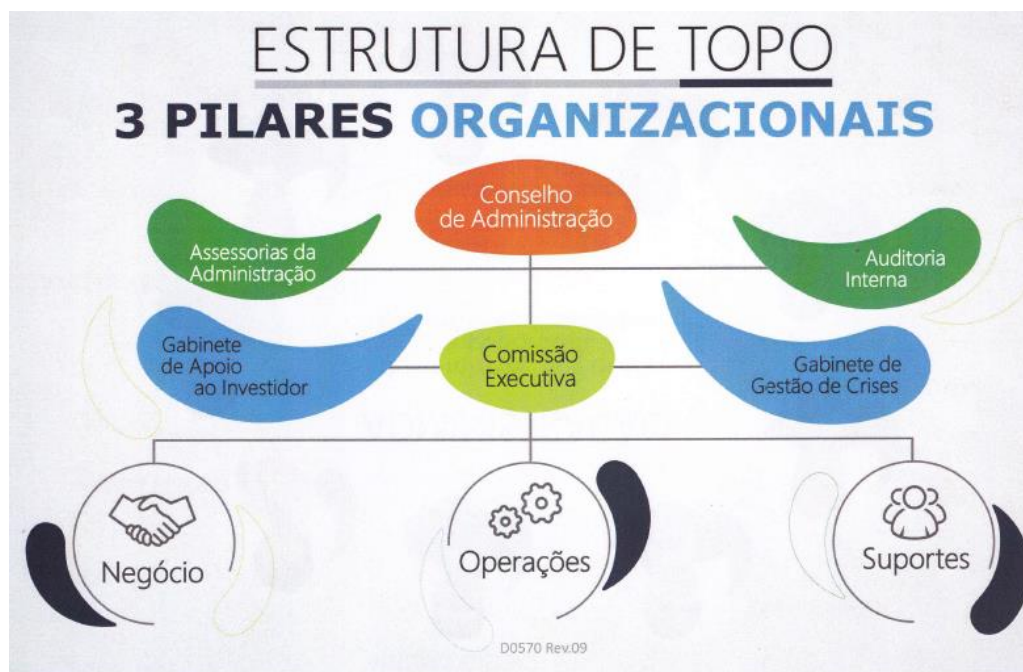 ESTRUTURA DE TOPO
3 PILARES ORGANIZACIONAIS
Conselho
de Administração
Assessorias da
Administração
Auditoria
Interna
Gabinete
de Apoio
ao Investidor
Comissão
Executiva
Gabinete de
Gestão de Crises
Negócio
Operações
Suportes
D0570 Rev.09